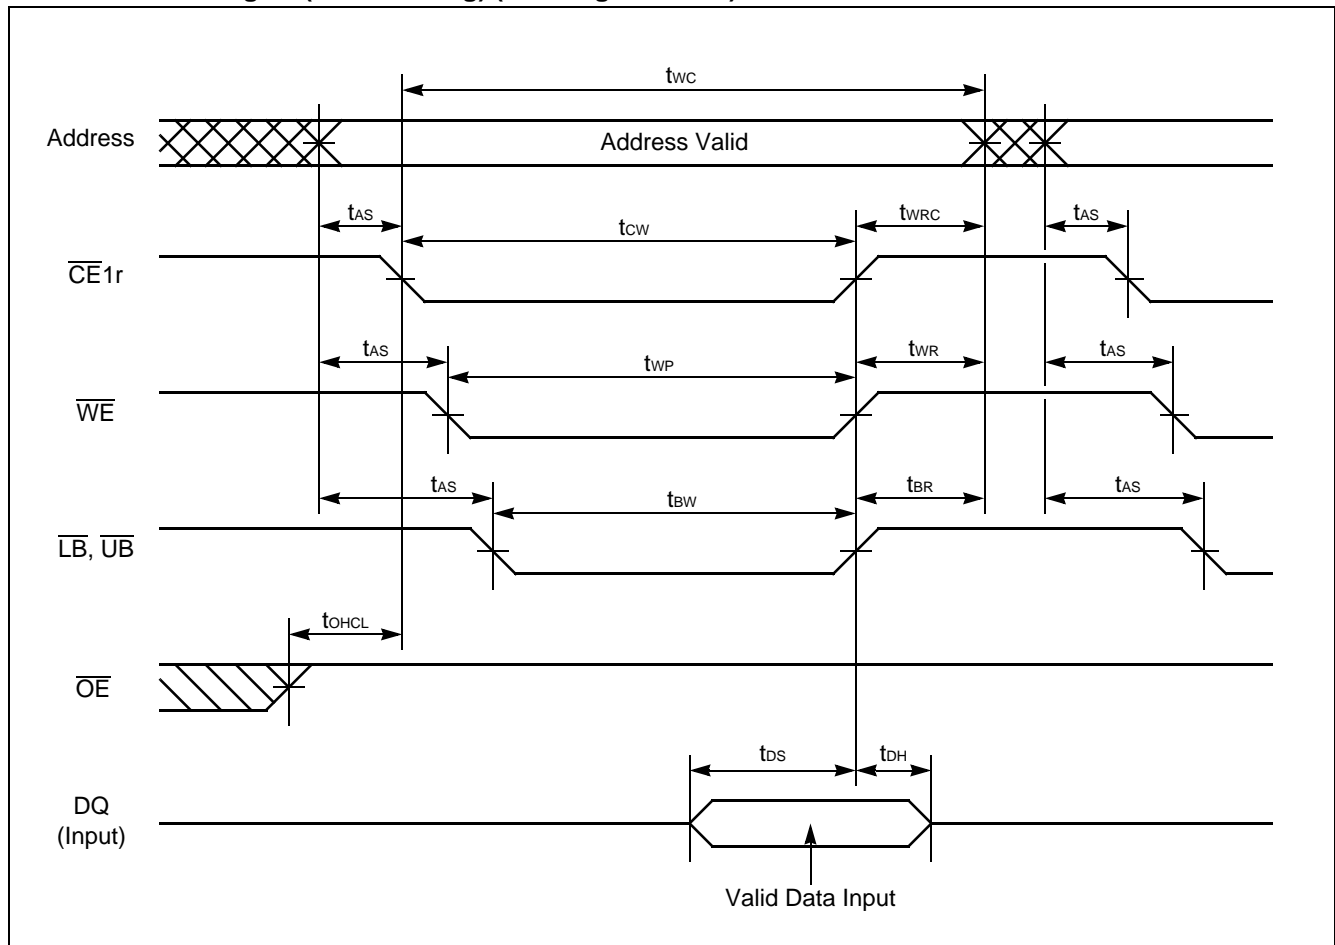 tWC
Address
Address Valid
tAS
tCW
tWRC
tAS
CE1r
tAS
tWP
tWR
tAS
WE
tAS
tBW
tBR
tAS
LB, UB
tOHCL
OE
tDS
tDH
DQ
(Input)
Valid Data Input